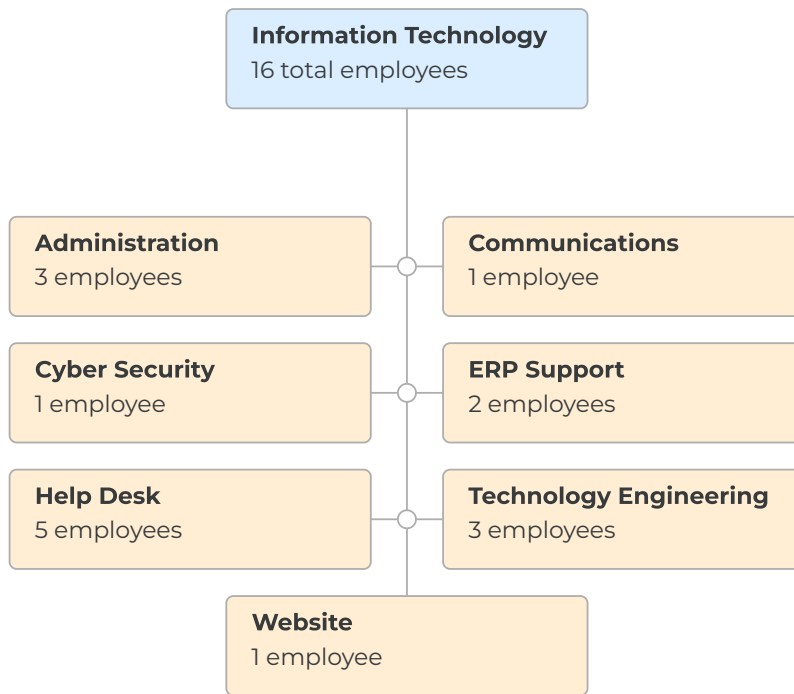 Information Technology
16 total employees
Administration
3 employees
Communications
1 employee
Cyber Security
1 employee
ERP Support
2 employees
Help Desk
5 employees
Technology Engineering
3 employees
Website
1 employee